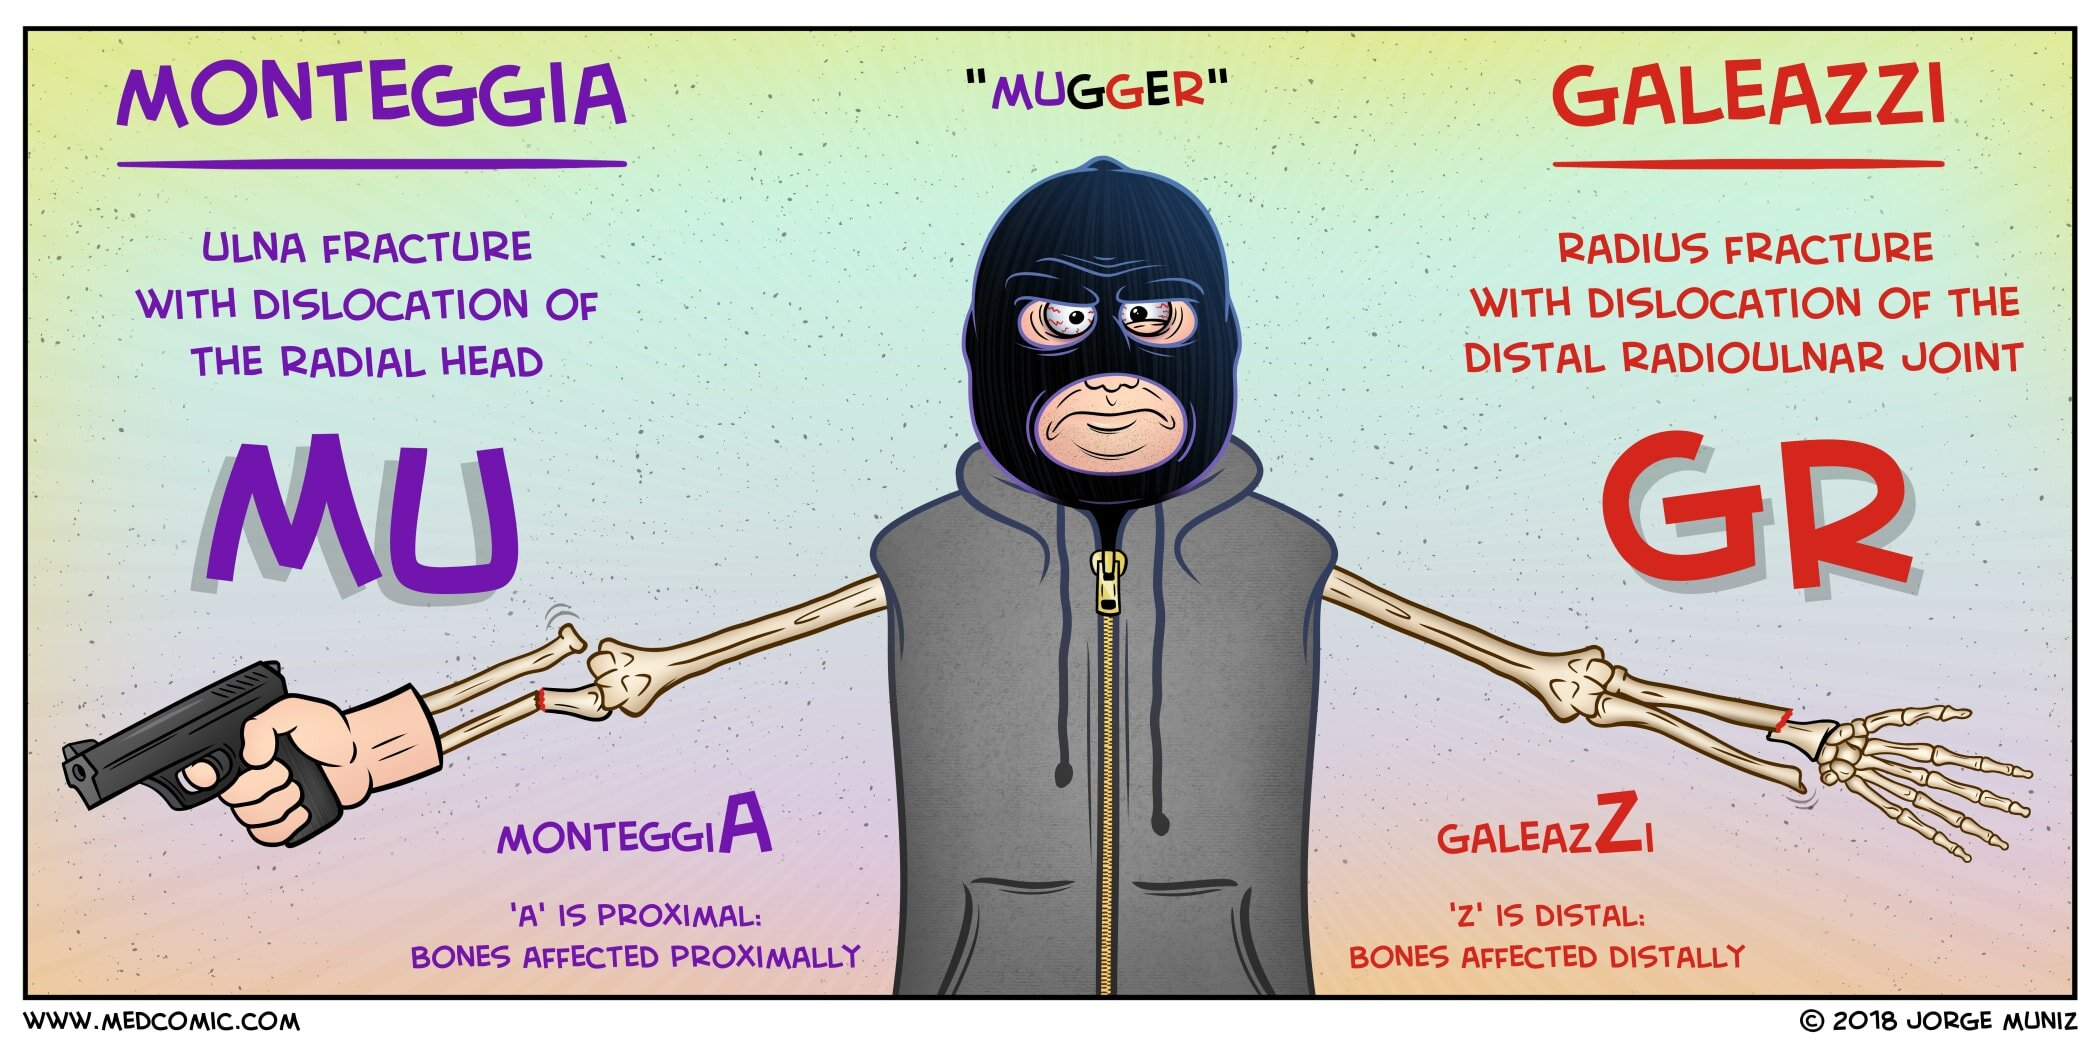 MONTEGGIA
"MUGGER"
GALEAZZI
ULNA FRACTURE
WITH DISLOCATION OF
THE RADIAL HEAD
RADIUS FRACTURE
WITH DISLOCATION OF THE
DISTAL RADIOULNAR JOINT
MU
GR
MONTEGGIA
'A' IS PROXIMAL:
BONES AFFECTED PROXIMALLY
GALEAZZI
'Z' IS DISTAL:
BONES AFFECTED DISTALLY
WWW.MEDCOMIC.COM
© 2018 JORGE MUNIZ